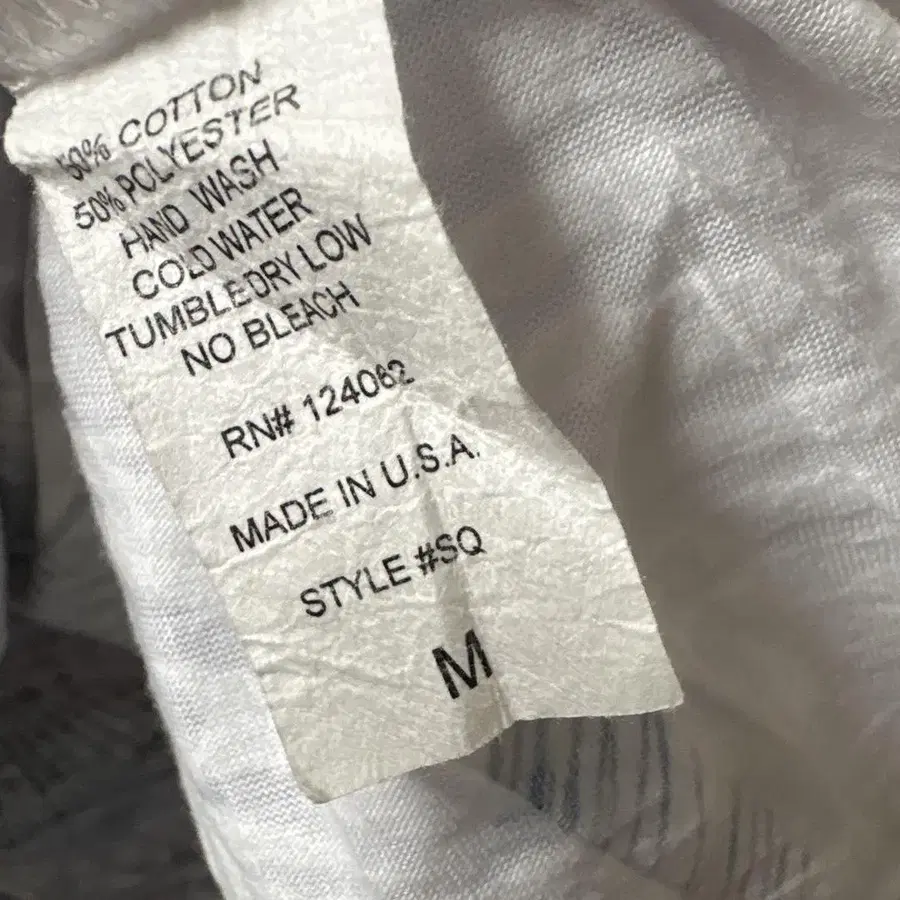 50% COTTON
50% POLYESTER
HAND WASH
COLD WATER
TUMBLE DRY LOW
NO BLEACH
RN# 124062
MADE IN U.S.A.
STYLE #SQ
M